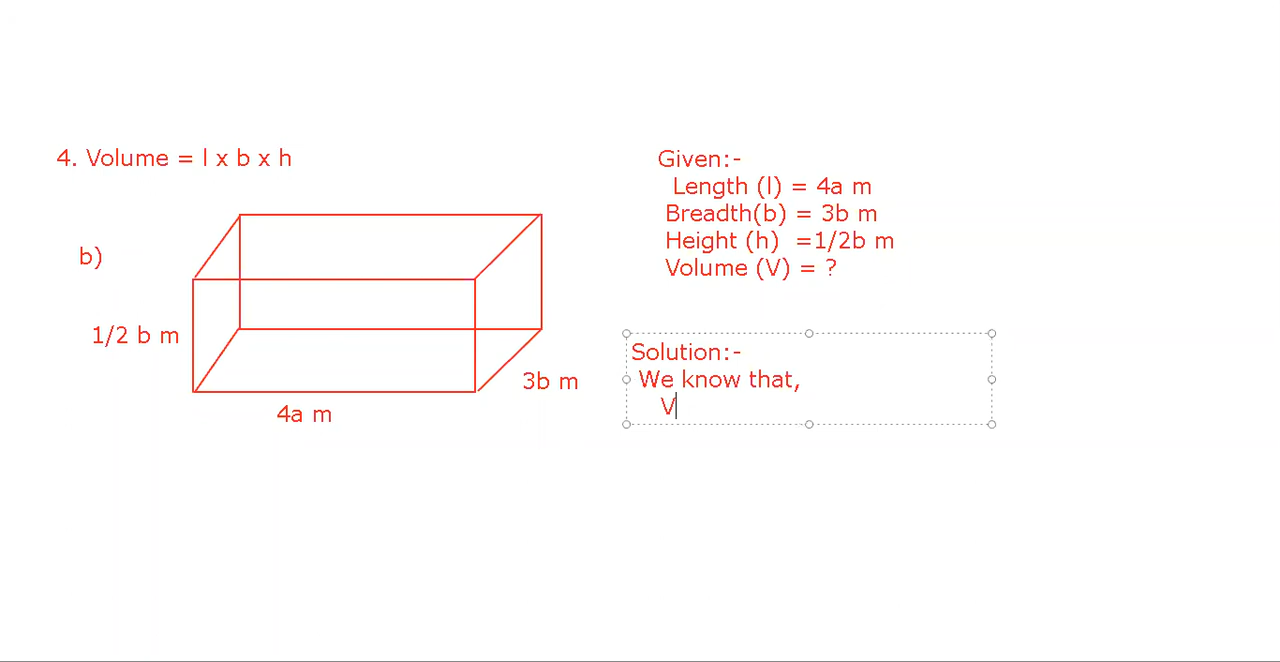 4. Volume = l x b x h
b)
1/2 b m
4a m
3b m
Given:-
Length (l) = 4a m
Breadth(b) = 3b m
Height (h) =1/2b m
Volume (V) = ?
Solution:-
We know that,
V